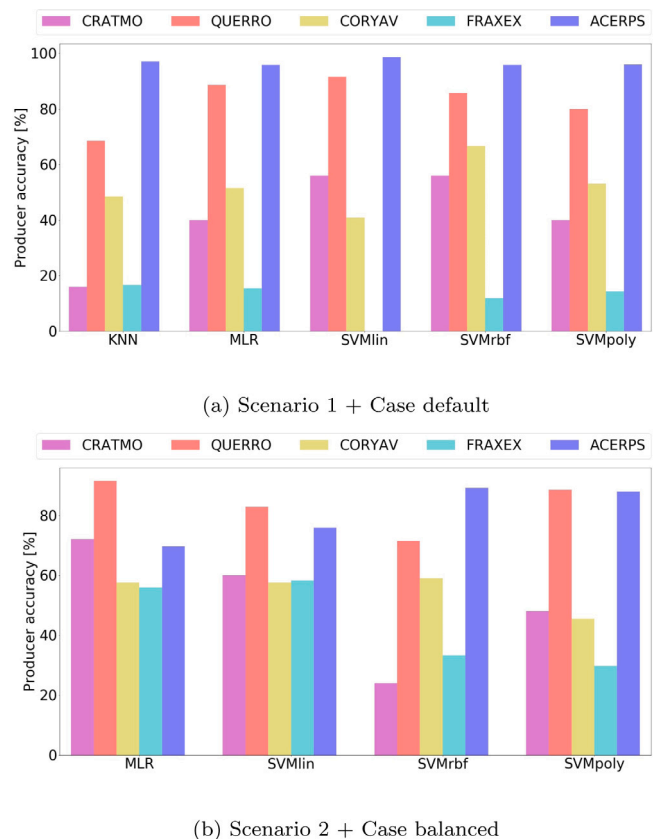 CRATMO QUERRO CORYAV FRAXEX ACERPS
100
80
60
40
20
0
Producer accuracy [%]
KNN MLR SVMlin SVMrbf SVMpoly
(a) Scenario 1 + Case default
CRATMO QUERRO CORYAV FRAXEX ACERPS
80
60
40
20
0
Producer accuracy [%]
MLR SVMlin SVMrbf SVMpoly
(b) Scenario 2 + Case balanced